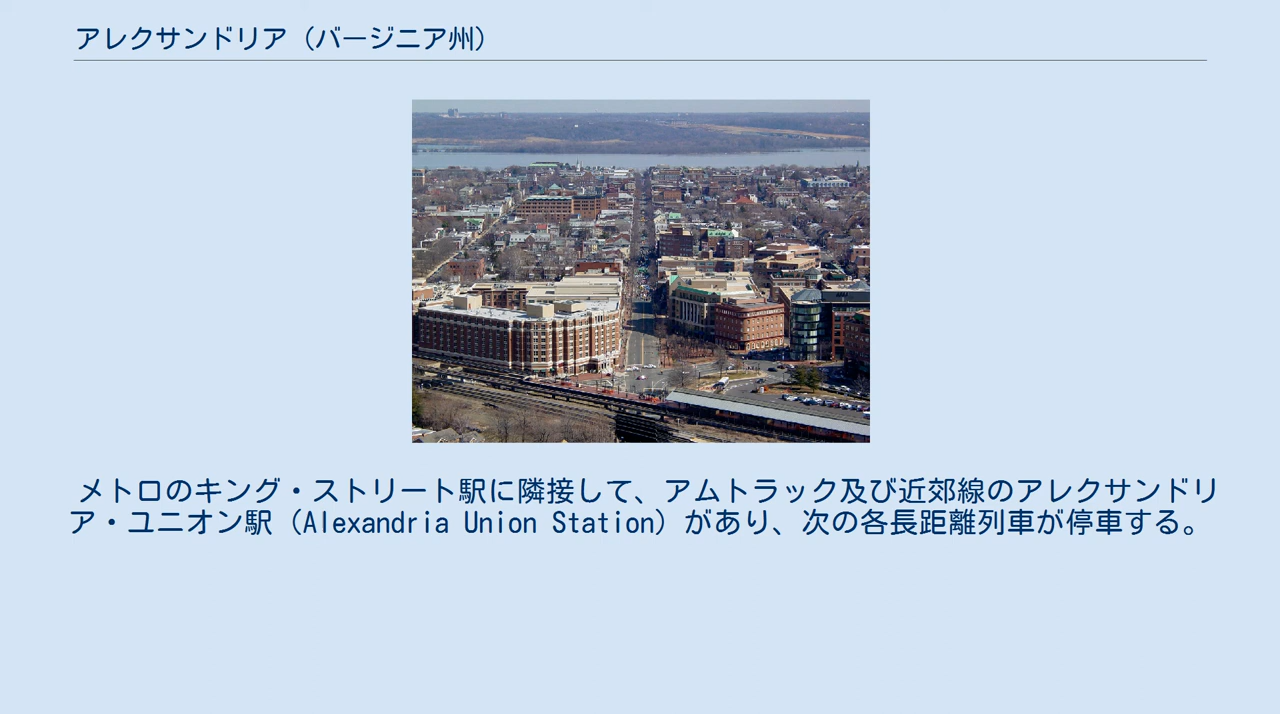 アレクサンドリア（バージニア州）
メトロのキング・ストリート駅に隣接して、アムトラック及び近郊線のアレクサンドリ
ア・ユニオン駅（Alexandria Union Station）があり、次の各長距離列車が停車する。